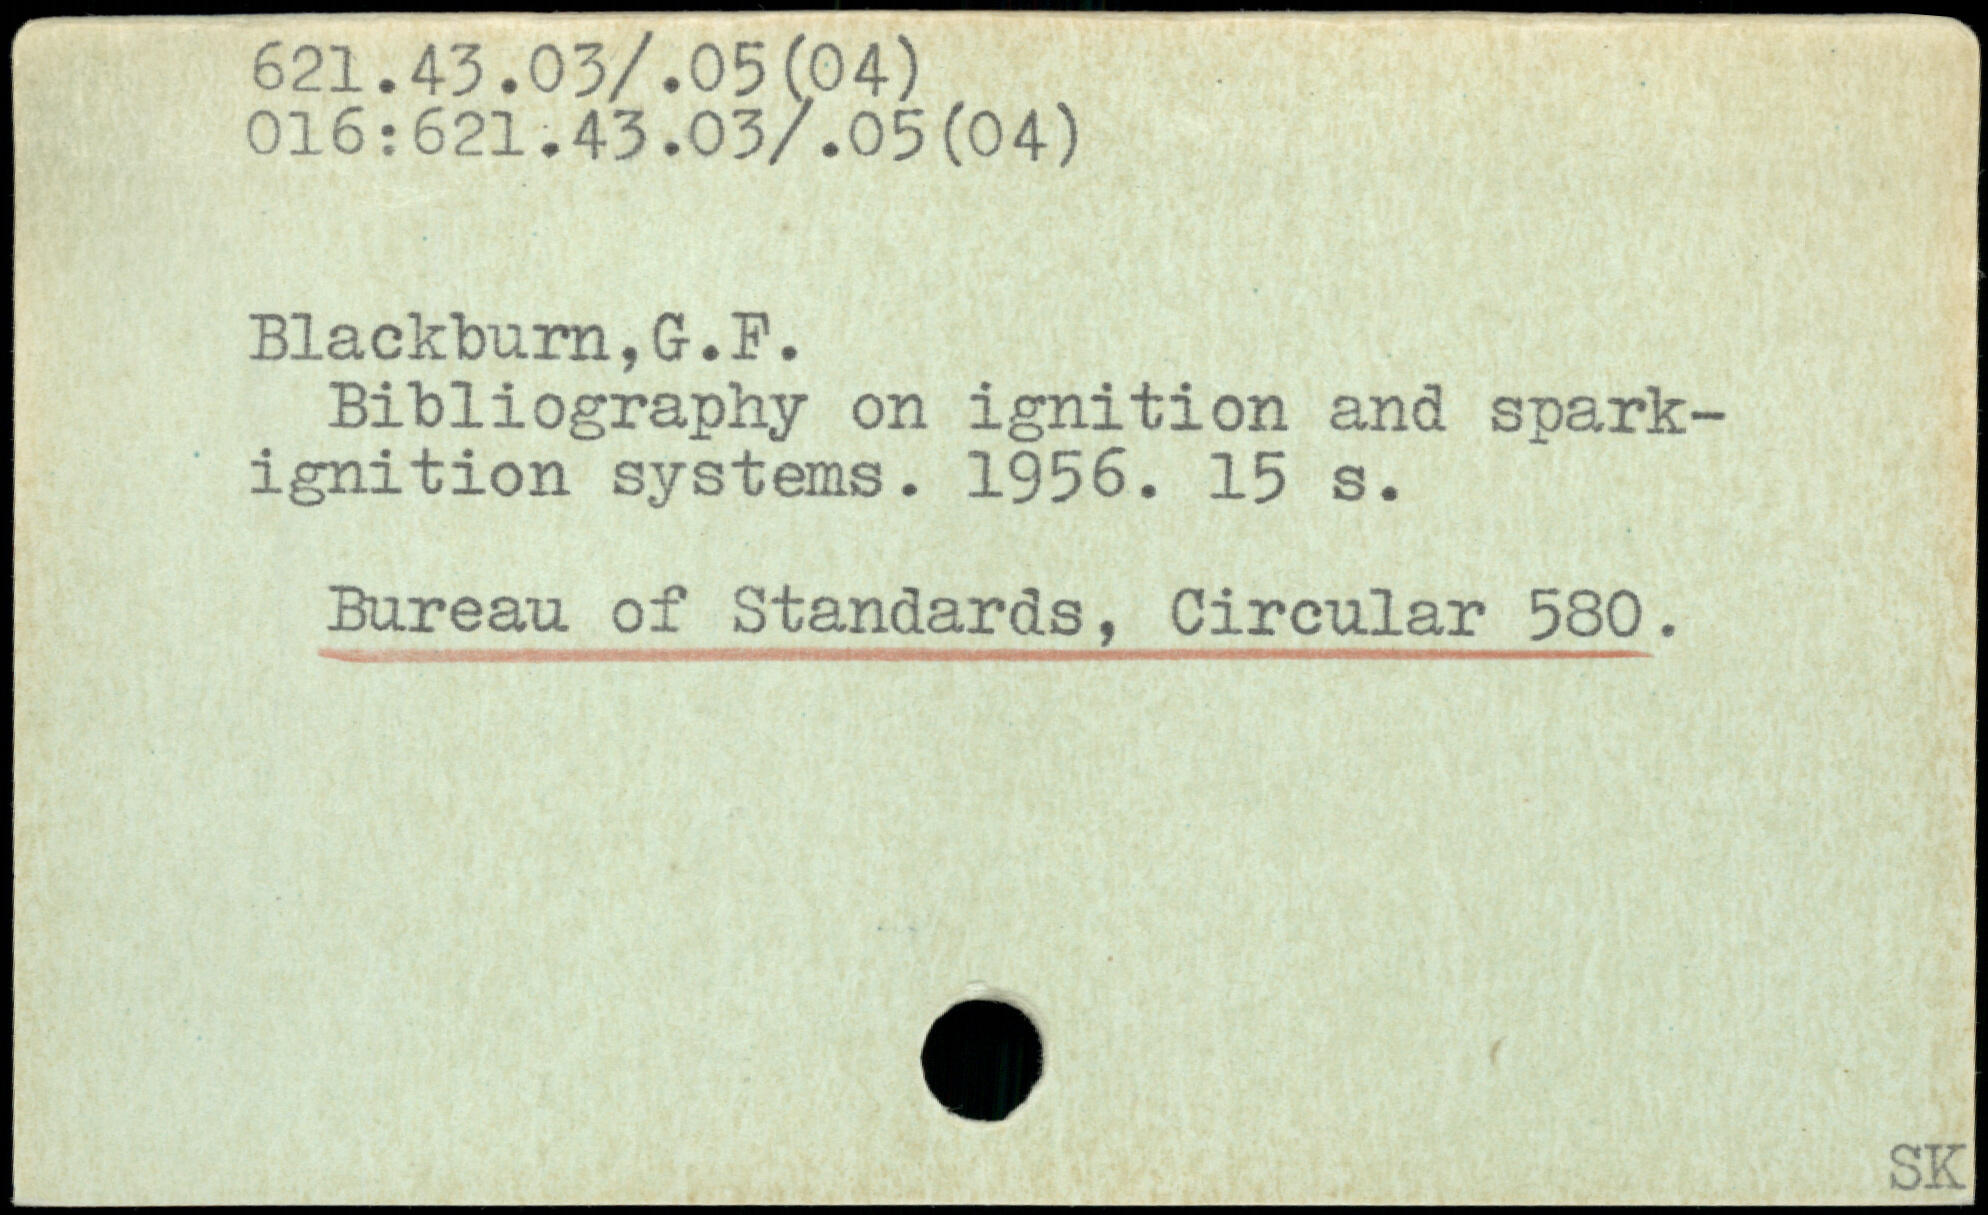 621.43.03/.05(04)
016:621.43.03/.05(04)
Blackburn,G.F.
Bibliography on ignition and spark-
ignition systems. 1956. 15 s.
Bureau of Standards, Circular 580.
SK